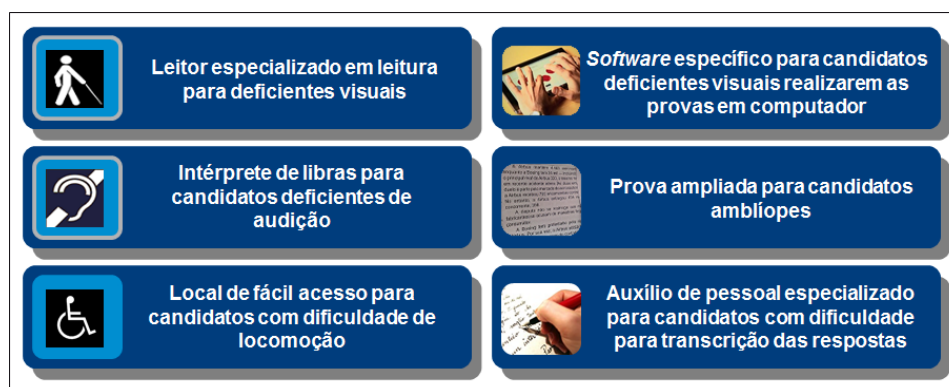 Leitor especializado em leitura
para deficientes visuais
Software específico para candidatos
deficientes visuais realizarem as
provas em computador
Intérprete de libras para
candidatos deficientes de
audição
Prova ampliada para candidatos
amblíopes
Local de fácil acesso para
candidatos com dificuldade de
locomoção
Auxílio de pessoal especializado
para candidatos com dificuldade
para transcrição das respostas